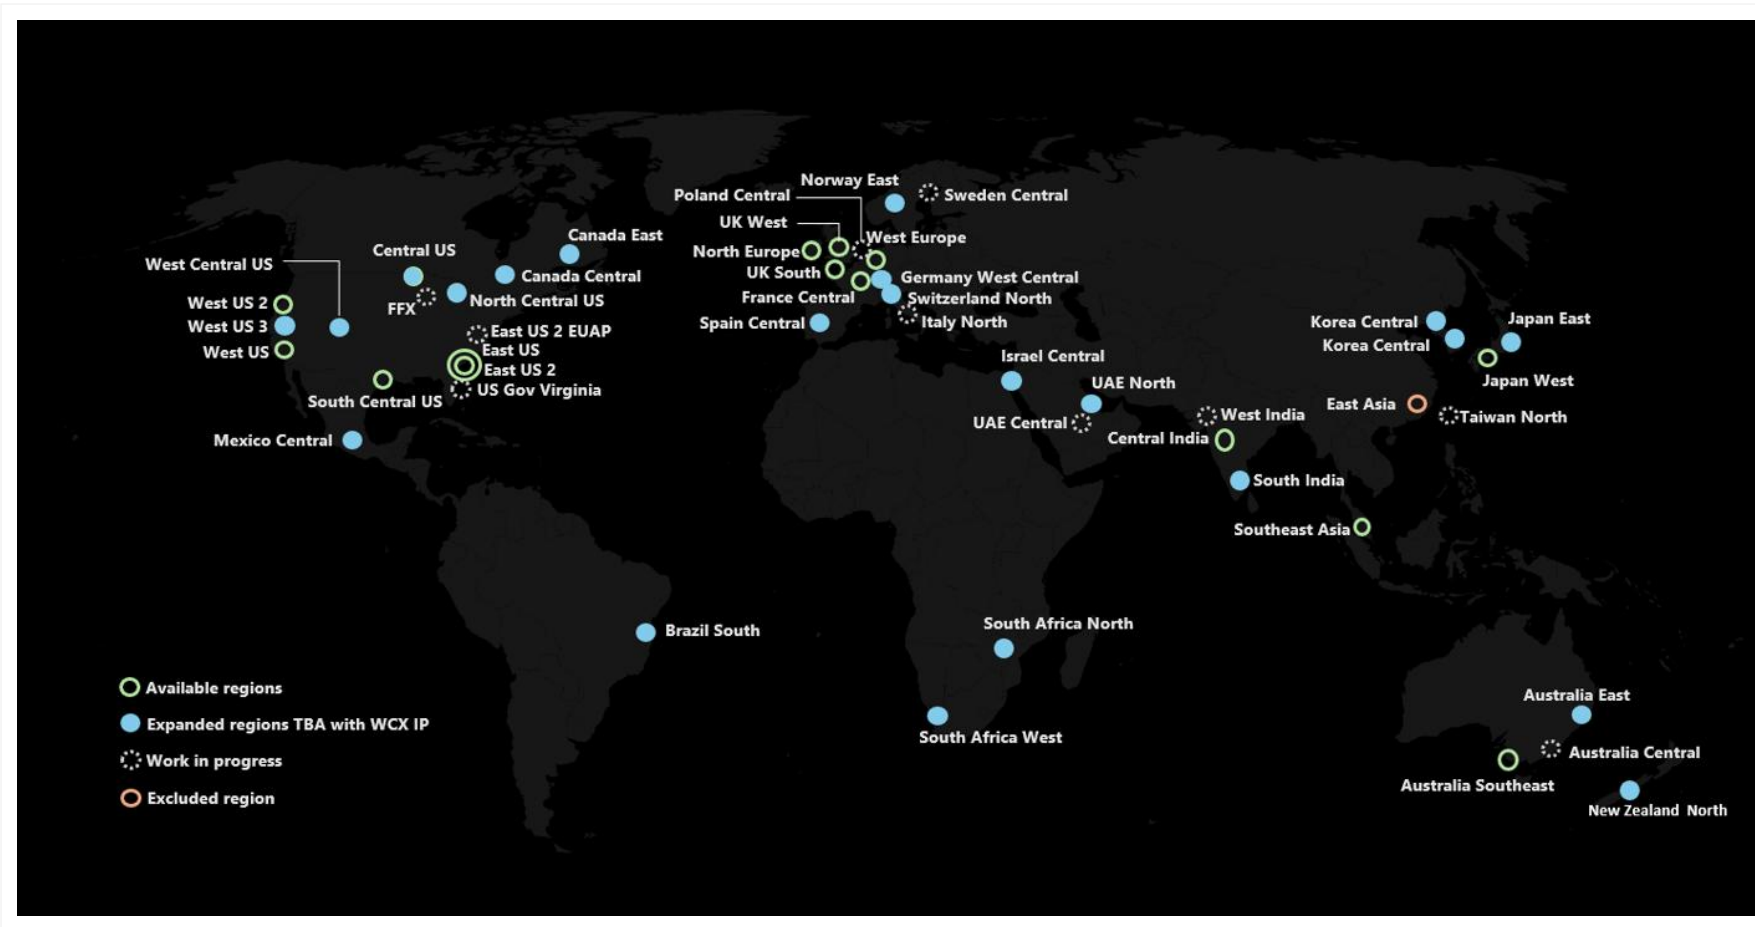 Norway East
Poland Central
Sweden Central
UK West
Canada East
West Europe
Central US
North Europe
West Central US
UK South
Canada Central
Germany West Central
West US 2
FFX
North Central US
France Central
Switzerland North
West US 3
Spain Central
Italy North
Korea Central
Japan East
East US 2 EUAP
Korea Central
West US
East US
Israel Central
East US 2
Japan West
US Gov Virginia
UAE North
South Central US
East Asia
West India
Taiwan North
UAE Central
Mexico Central
Central India
South India
Southeast Asia
South Africa North
Brazil South
Available regions
Australia East
Expanded regions TBA with WCX IP
South Africa West
Australia Central
Work in progress
Australia Southeast
Excluded region
New Zealand North